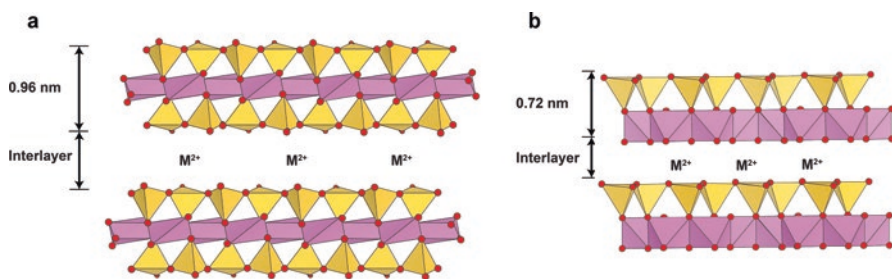 a
0.96 nm
Interlayer
M²⁺ M²⁺ M²⁺
b
0.72 nm
Interlayer
M²⁺ M²⁺ M²⁺